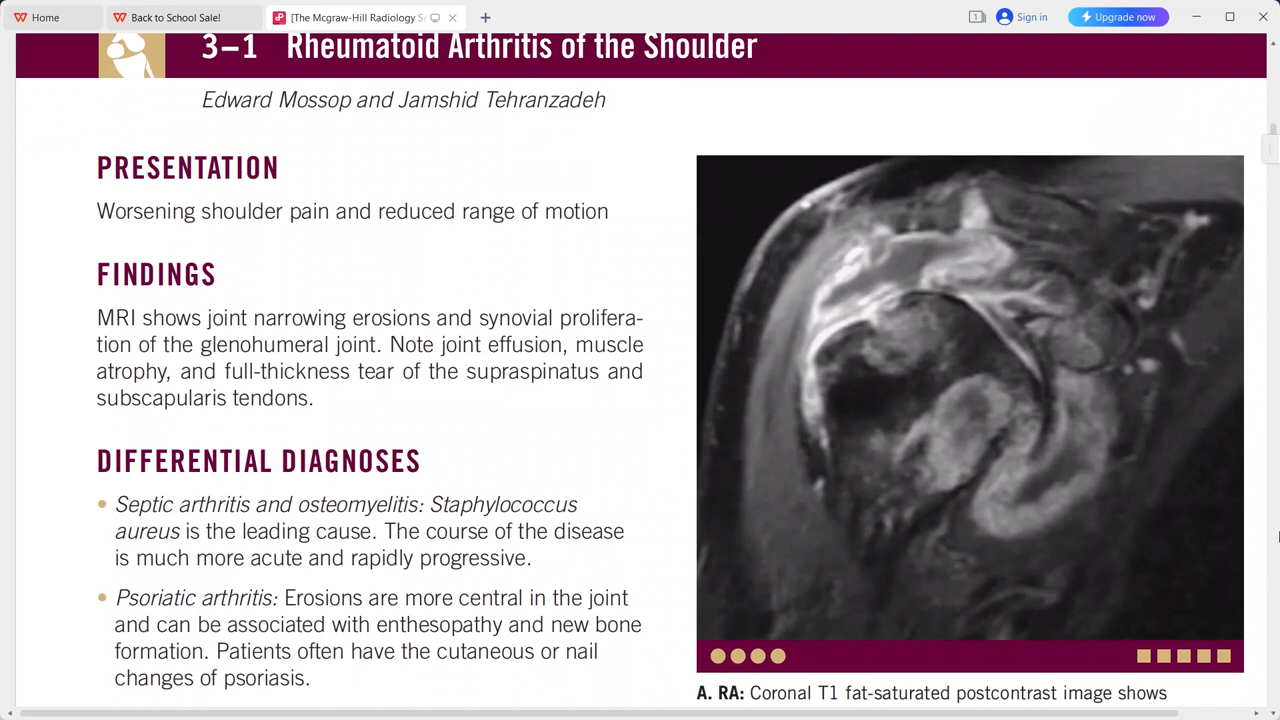 Home
Back to School Sale!
[The Mcgraw-Hill Radiology S
1
Sign in
Upgrade now
3–1 Rheumatoid Arthritis of the Shoulder
Edward Mossop and Jamshid Tehranzadeh
PRESENTATION
Worsening shoulder pain and reduced range of motion
FINDINGS
MRI shows joint narrowing erosions and synovial prolifera-
tion of the glenohumeral joint. Note joint effusion, muscle
atrophy, and full-thickness tear of the supraspinatus and
subscapularis tendons.
DIFFERENTIAL DIAGNOSES
• Septic arthritis and osteomyelitis: Staphylococcus
aureus is the leading cause. The course of the disease
is much more acute and rapidly progressive.
• Psoriatic arthritis: Erosions are more central in the joint
and can be associated with enthesopathy and new bone
formation. Patients often have the cutaneous or nail
changes of psoriasis.
A. RA: Coronal T1 fat-saturated postcontrast image shows